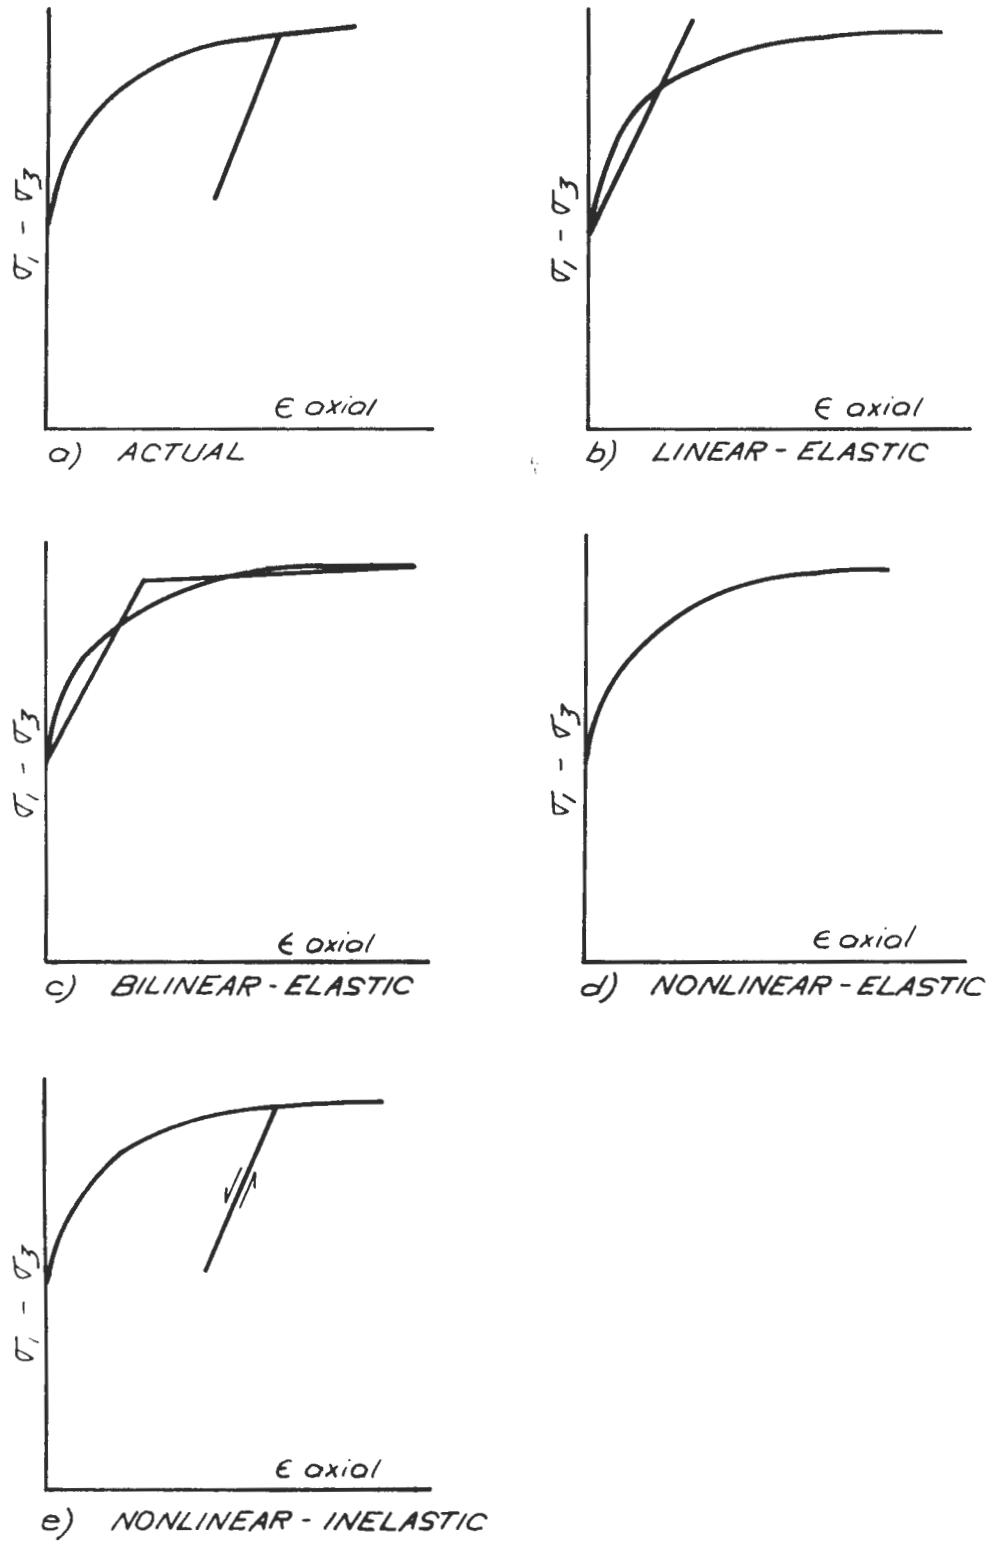 σ₁ - σ₃
ϵ axial
a) ACTUAL
σ₁ - σ₃
ϵ axial
b) LINEAR - ELASTIC
σ₁ - σ₃
ϵ axial
c) BILINEAR - ELASTIC
σ₁ - σ₃
ϵ axial
d) NONLINEAR - ELASTIC
σ₁ - σ₃
ϵ axial
e) NONLINEAR - INELASTIC